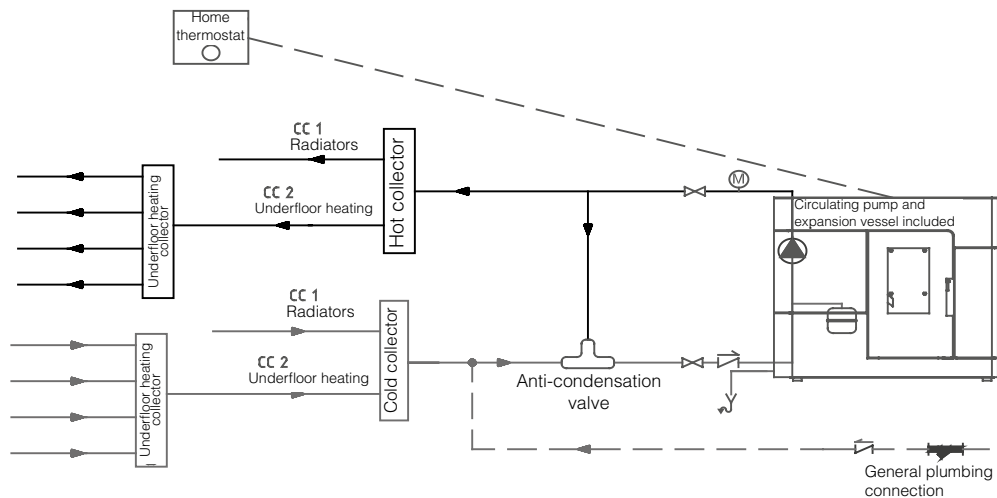 Home
thermostat
CC 1
Radiators
CC 2
Underfloor heating
Hot collector
Underfloor heating
collector
M
Circulating pump and
expansion vessel included
CC 1
Radiators
CC 2
Underfloor heating
Cold collector
Underfloor heating
collector
Anti-condensation
valve
General plumbing
connection